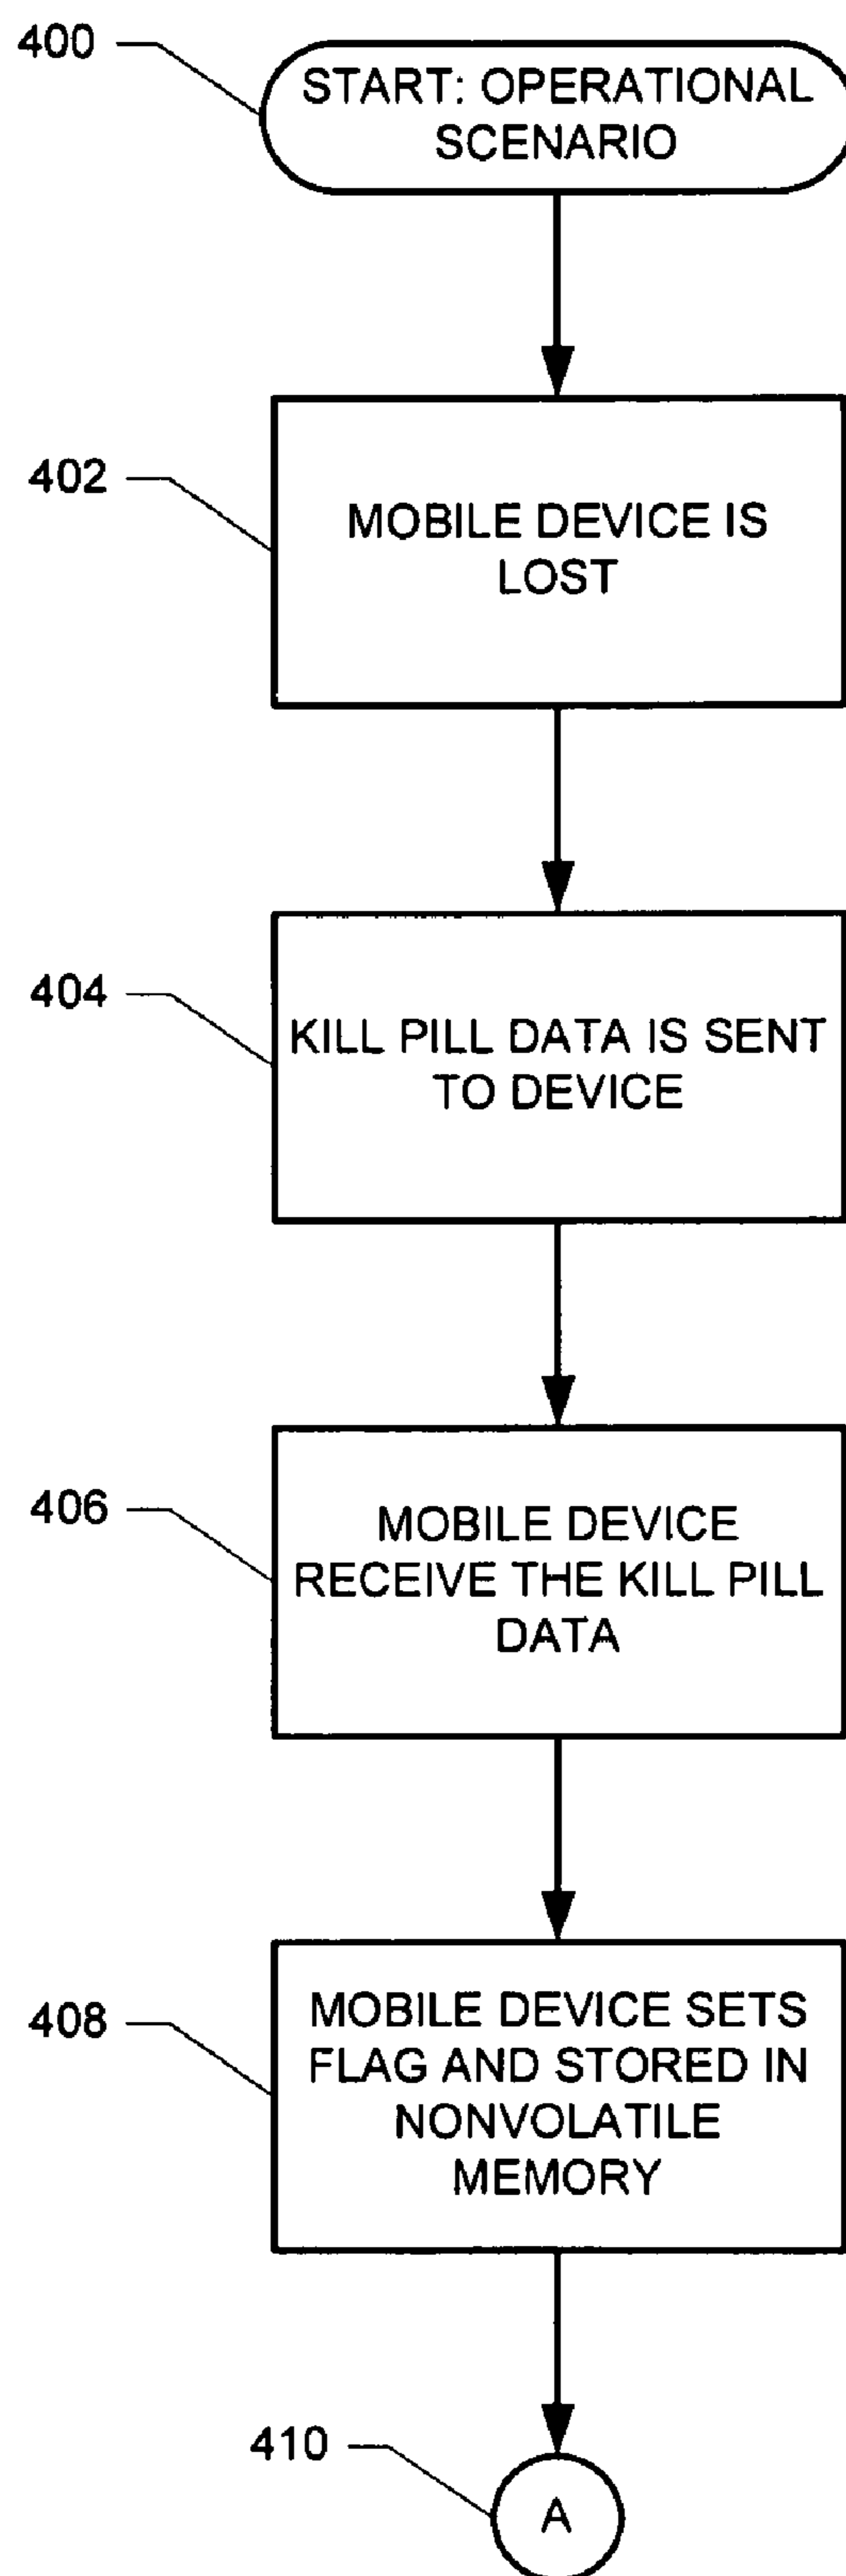 400
START: OPERATIONAL
SCENARIO
402
MOBILE DEVICE IS
LOST
404
KILL PILL DATA IS SENT
TO DEVICE
406
MOBILE DEVICE
RECEIVE THE KILL PILL
DATA
408
MOBILE DEVICE SETS
FLAG AND STORED IN
NONVOLATILE
MEMORY
410
A